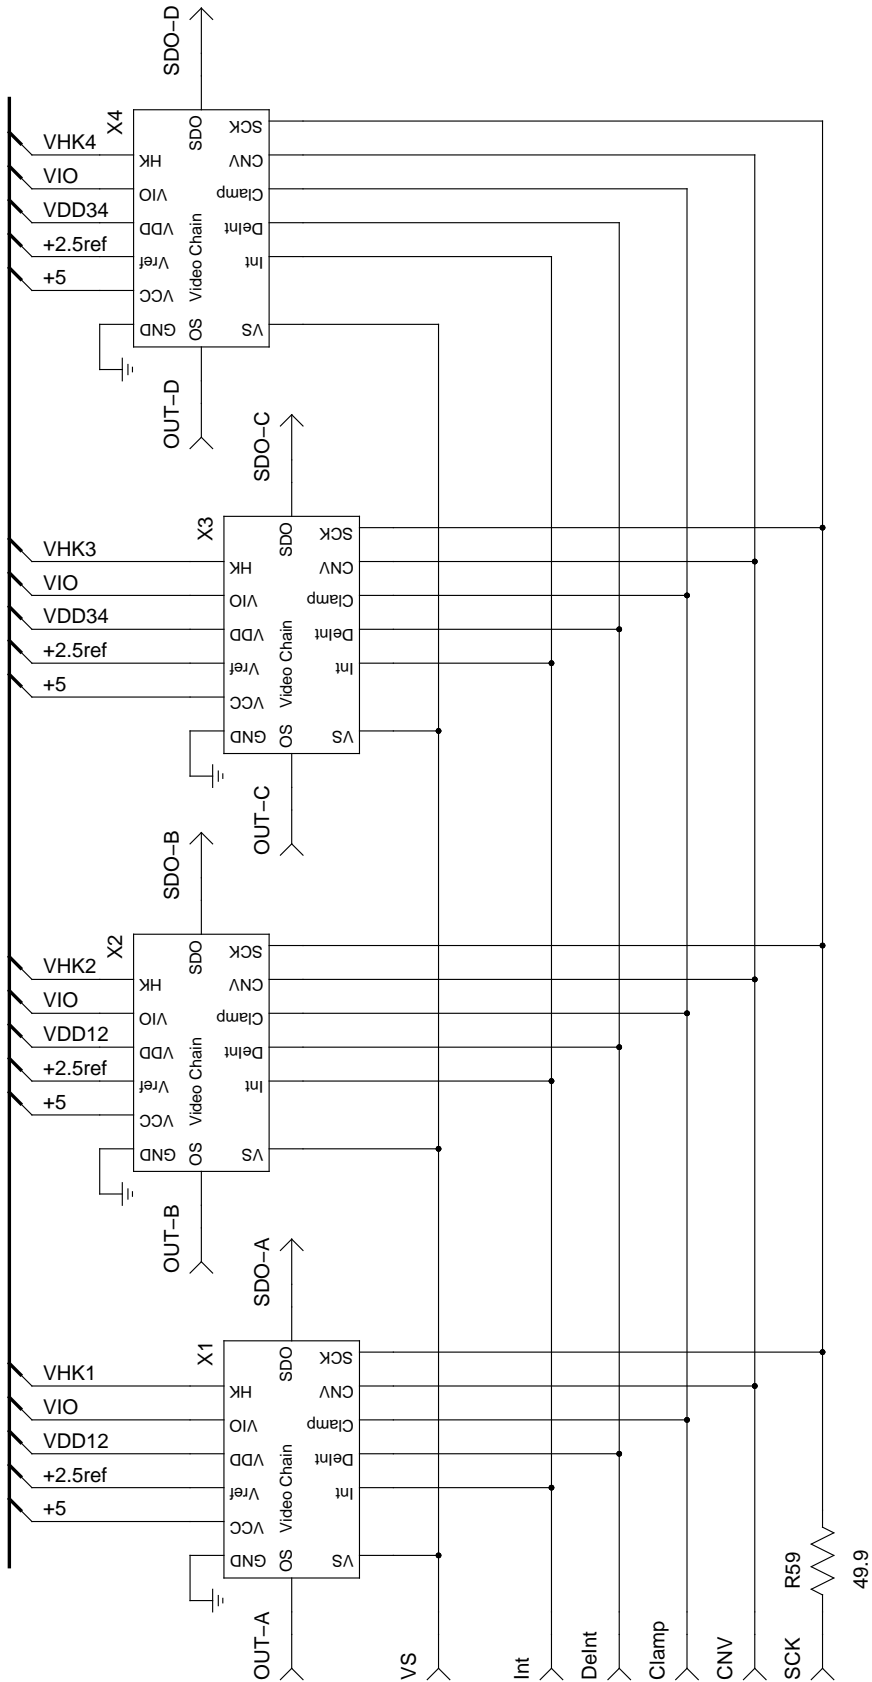 SDO-D
X4
VHK4
VIO
VDD34
+2.5ref
+5
HK
VIO
VDD
Vref
VCC
GND
SDO
Video Chain
OS
SCK
CNV
Clamp
DeInt
Int
VS
OUT-D
SDO-C
X3
VHK3
VIO
VDD34
+2.5ref
+5
HK
VIO
VDD
Vref
VCC
GND
SDO
Video Chain
OS
SCK
CNV
Clamp
DeInt
Int
VS
OUT-C
SDO-B
X2
VHK2
VIO
VDD12
+2.5ref
+5
HK
VIO
VDD
Vref
VCC
GND
SDO
Video Chain
OS
SCK
CNV
Clamp
DeInt
Int
VS
OUT-B
SDO-A
X1
VHK1
VIO
VDD12
+2.5ref
+5
HK
VIO
VDD
Vref
VCC
GND
SDO
Video Chain
OS
SCK
CNV
Clamp
DeInt
Int
VS
OUT-A
VS
Int
DeInt
Clamp
CNV
SCK
R59
49.9